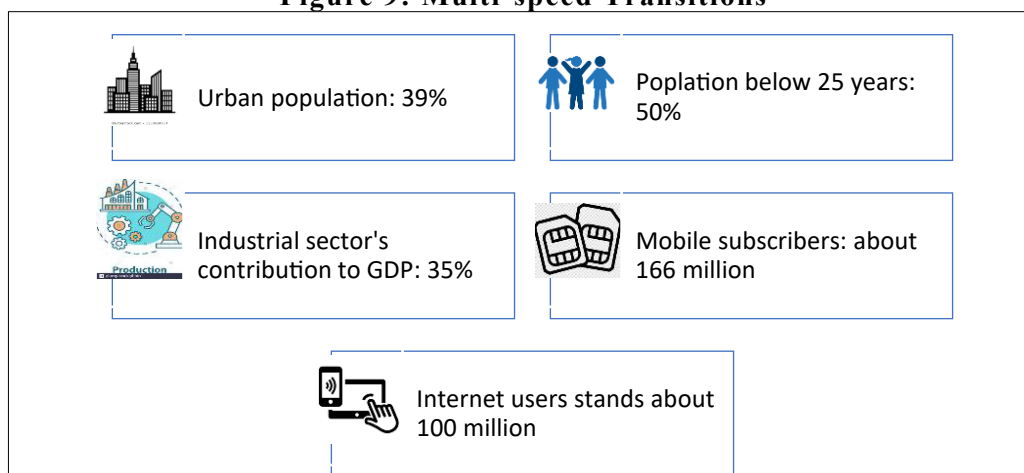 Figure 9: Multi-speed Transitions
Urban population: 39%
Poplation below 25 years:
50%
Industrial sector's
contribution to GDP: 35%
Production
Mobile subscribers: about
166 million
Internet users stands about
100 million